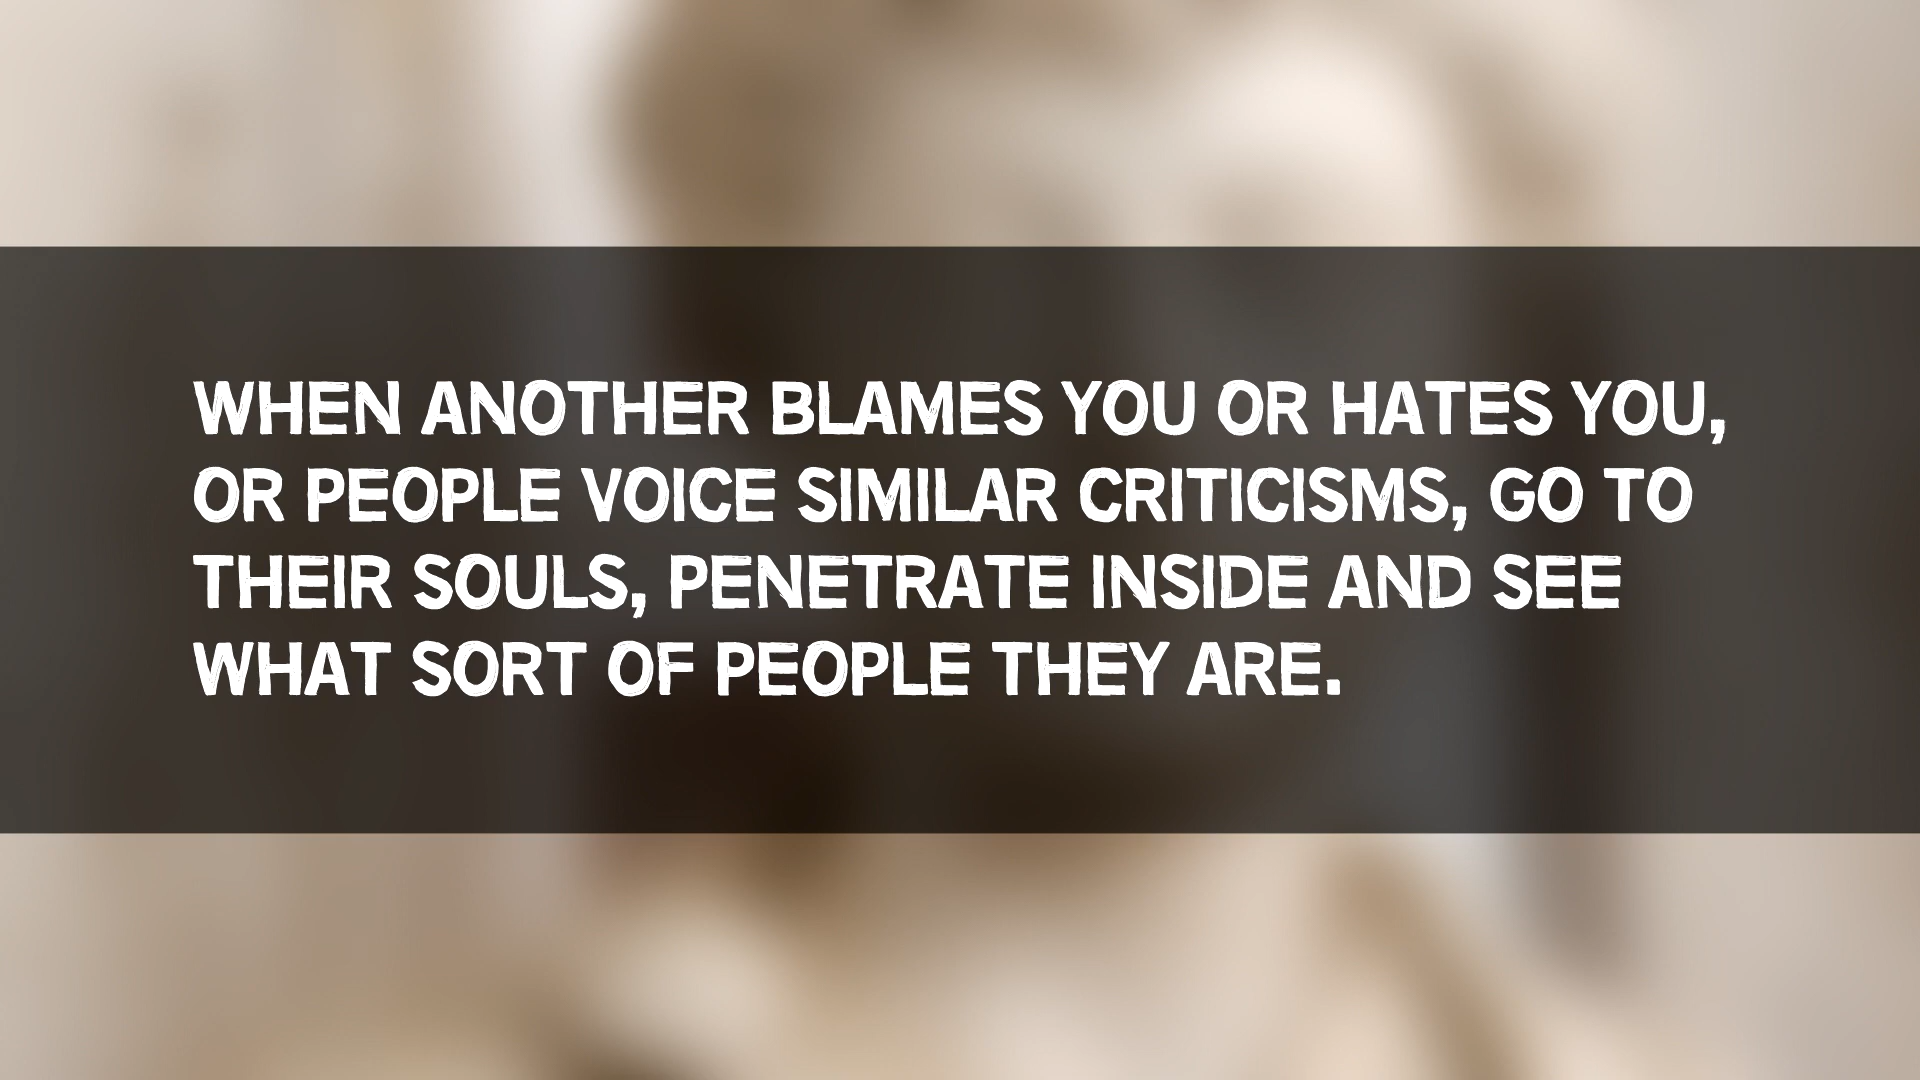 WHEN ANOTHER BLAMES YOU OR HATES YOU,
OR PEOPLE VOICE SIMILAR CRITICISMS, GO TO
THEIR SOULS, PENETRATE INSIDE AND SEE
WHAT SORT OF PEOPLE THEY ARE.